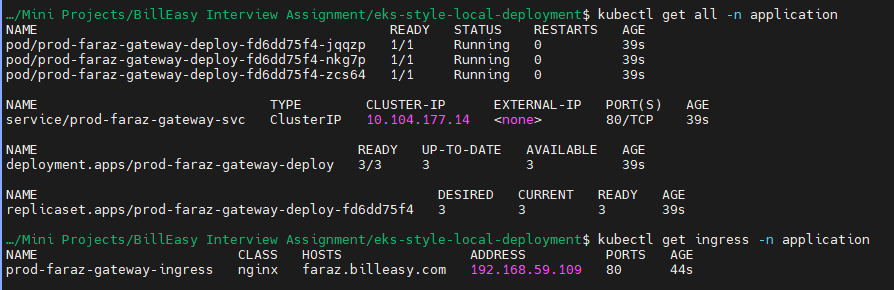 …/Mini Projects/BillEasy Interview Assignment/eks-style-local-deployment$ kubectl get all -n application
NAME READY STATUS RESTARTS AGE
pod/prod-faraz-gateway-deploy-fd6dd75f4-jqqzp 1/1 Running 0 39s
pod/prod-faraz-gateway-deploy-fd6dd75f4-nkg7p 1/1 Running 0 39s
pod/prod-faraz-gateway-deploy-fd6dd75f4-zcs64 1/1 Running 0 39s
NAME TYPE CLUSTER-IP EXTERNAL-IP PORT(S) AGE
service/prod-faraz-gateway-svc ClusterIP 10.104.177.14 <none> 80/TCP 39s
NAME READY UP-TO-DATE AVAILABLE AGE
deployment.apps/prod-faraz-gateway-deploy 3/3 3 3 39s
NAME DESIRED CURRENT READY AGE
replicaset.apps/prod-faraz-gateway-deploy-fd6dd75f4 3 3 3 39s
…/Mini Projects/BillEasy Interview Assignment/eks-style-local-deployment$ kubectl get ingress -n application
NAME CLASS HOSTS ADDRESS PORTS AGE
prod-faraz-gateway-ingress nginx faraz.billeasy.com 192.168.59.109 80 44s